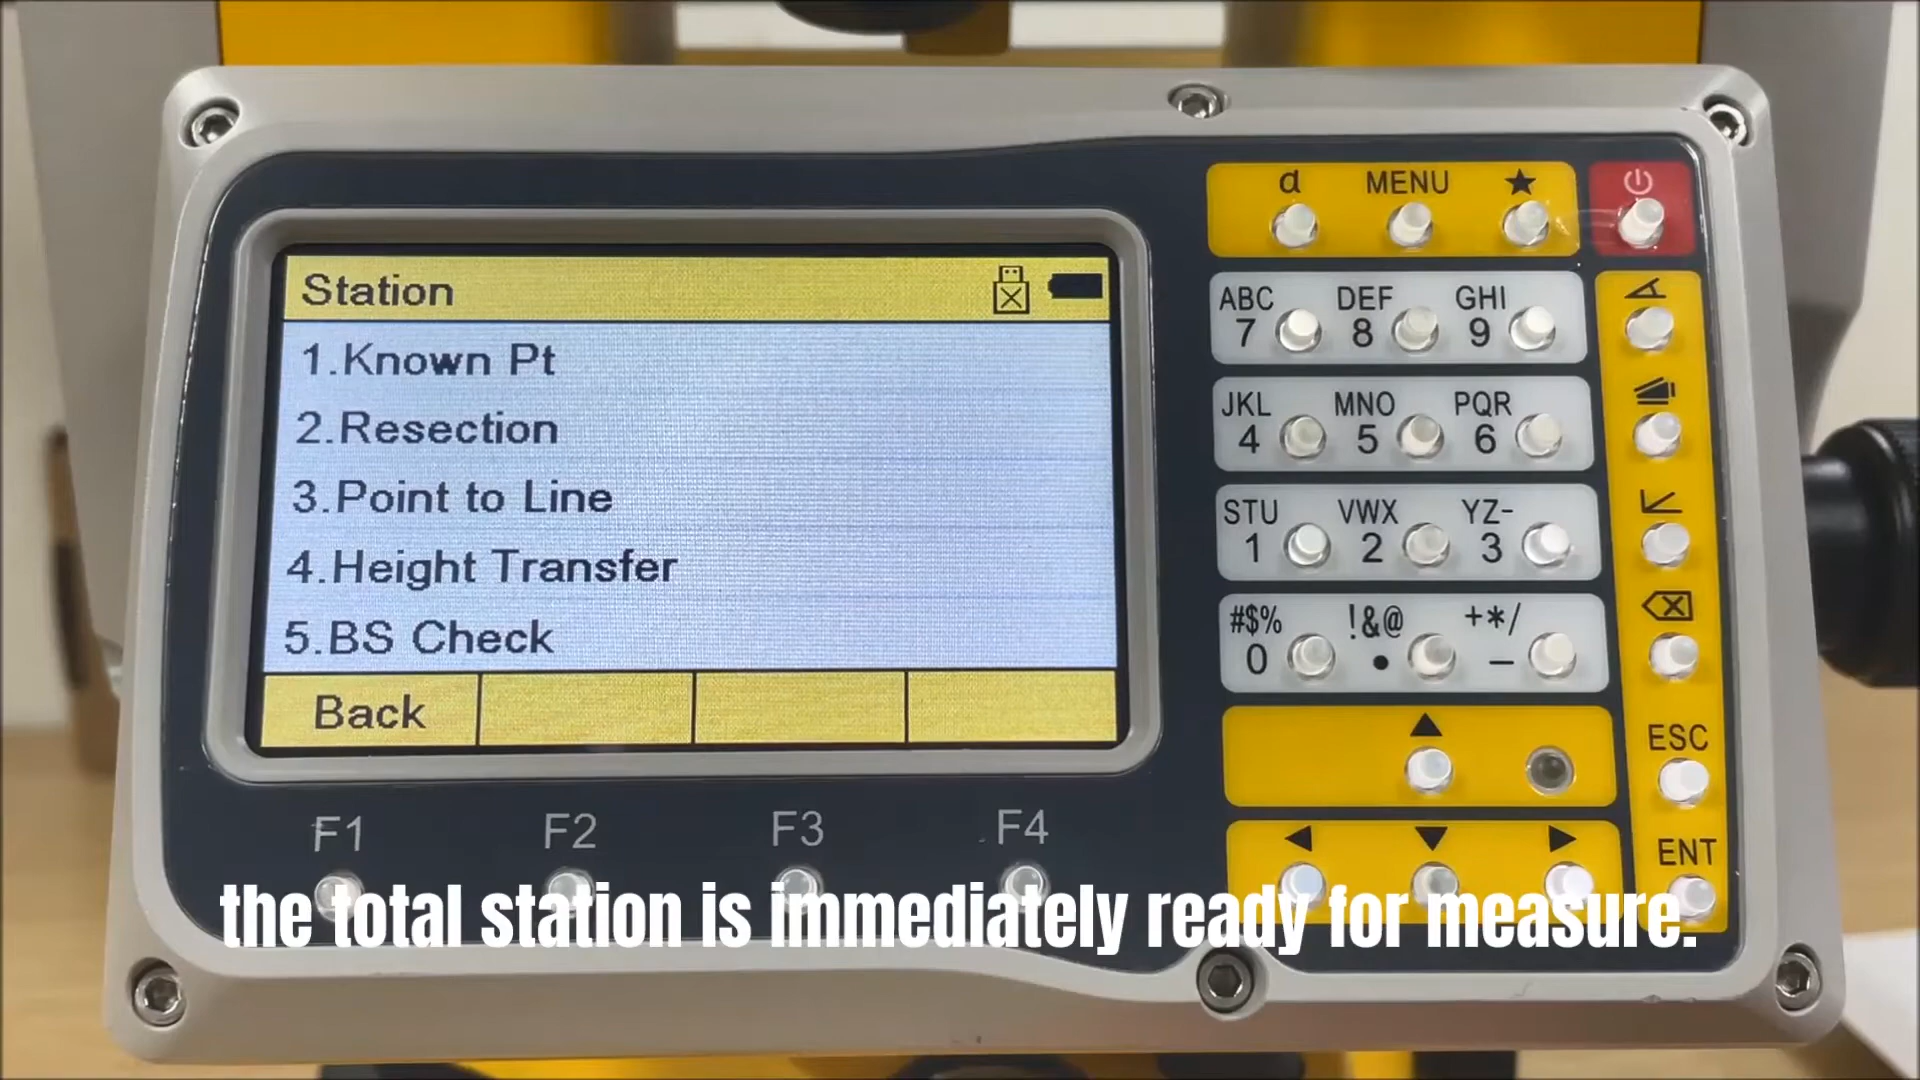 Station
1.Known Pt
2.Resection
3.Point to Line
4.Height Transfer
5.BS Check
Back
F1 F2 F3 F4
α MENU ★
ABC DEF GHI
7 8 9
JKL MNO PQR
4 5 6
STU VWX YZ-
1 2 3
#$% !&@ +*/
0 • –
ESC
ENT
the total station is immediately ready for measure.